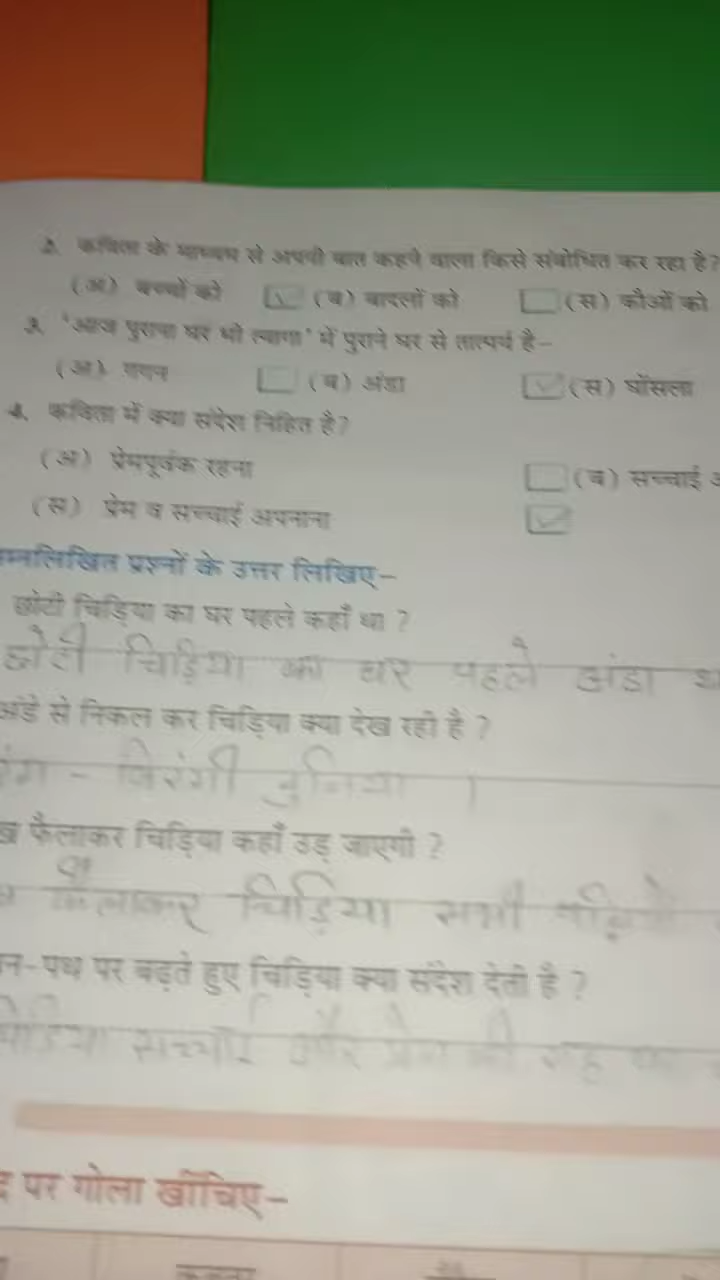 2. कविता के माध्यम से अपनी बात कहने वाला किसे संबोधित कर रहा है?
(अ) बच्चों को (ब) बादलों को (स) कौओं को
3. 'आज पुराना घर भी त्यागा' में पुराने घर से तात्पर्य है-
(अ) गगन (ब) अंडा (स) घोंसला
4. कविता में क्या संदेश निहित है?
(अ) प्रेमपूर्वक रहना (ब) सच्चाई
(स) प्रेम व सच्चाई अपनाना
म्नलिखित प्रश्नों के उत्तर लिखिए-
छोटी चिड़िया का घर पहले कहाँ था ?
छोटी चिड़िया का घर पहले अंडा
अंडे से निकल कर चिड़िया क्या देख रही है ?
रंग - बिरंगी दुनिया ।
फैलाकर चिड़िया कहाँ उड़ जाएगी ?
फैलाकर चिड़िया सभी
न-पथ पर बढ़ते हुए चिड़िया क्या संदेश देती है ?
चिड़िया सच्चाई और प्रेम की राह
पर गोला खींचिए-